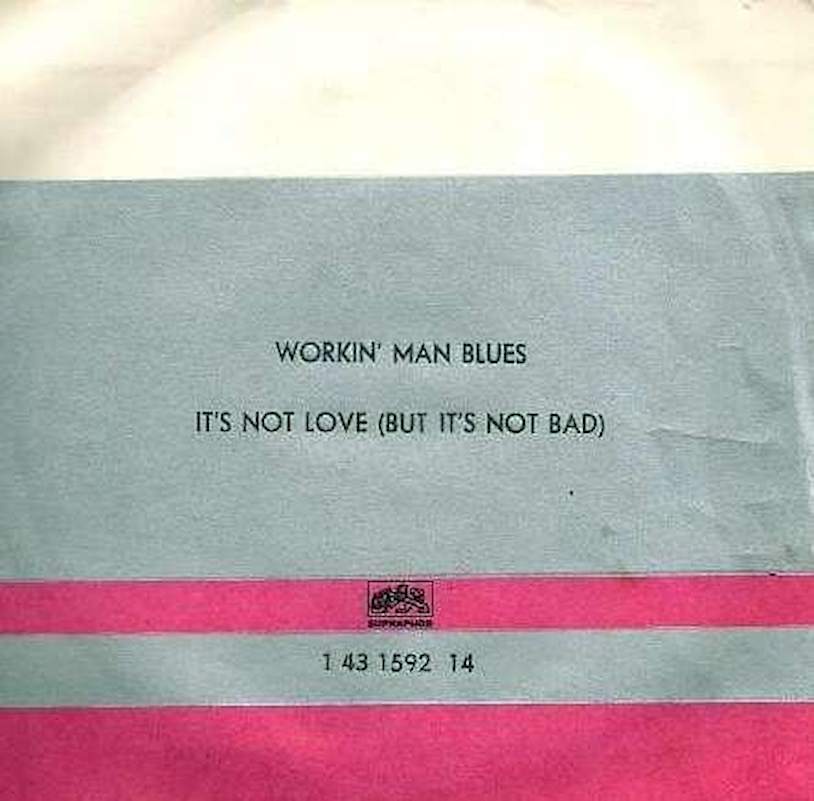 WORKIN' MAN BLUES
IT'S NOT LOVE (BUT IT'S NOT BAD)
SUPRAPHON
1 43 1592 14